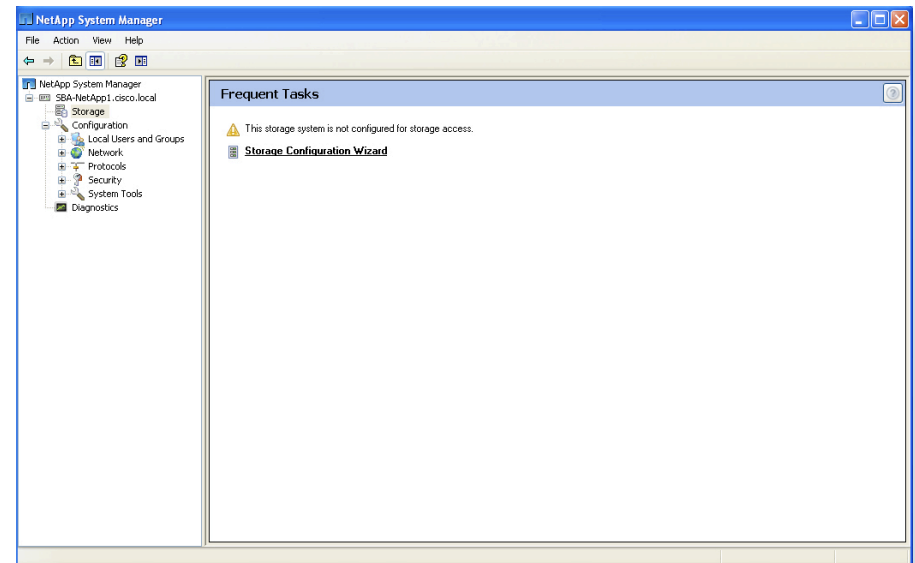 NetApp System Manager
File Action View Help
NetApp System Manager
SBA-NetApp1.cisco.local
Storage
Configuration
Local Users and Groups
Network
Protocols
Security
System Tools
Diagnostics
Frequent Tasks
This storage system is not configured for storage access.
Storage Configuration Wizard